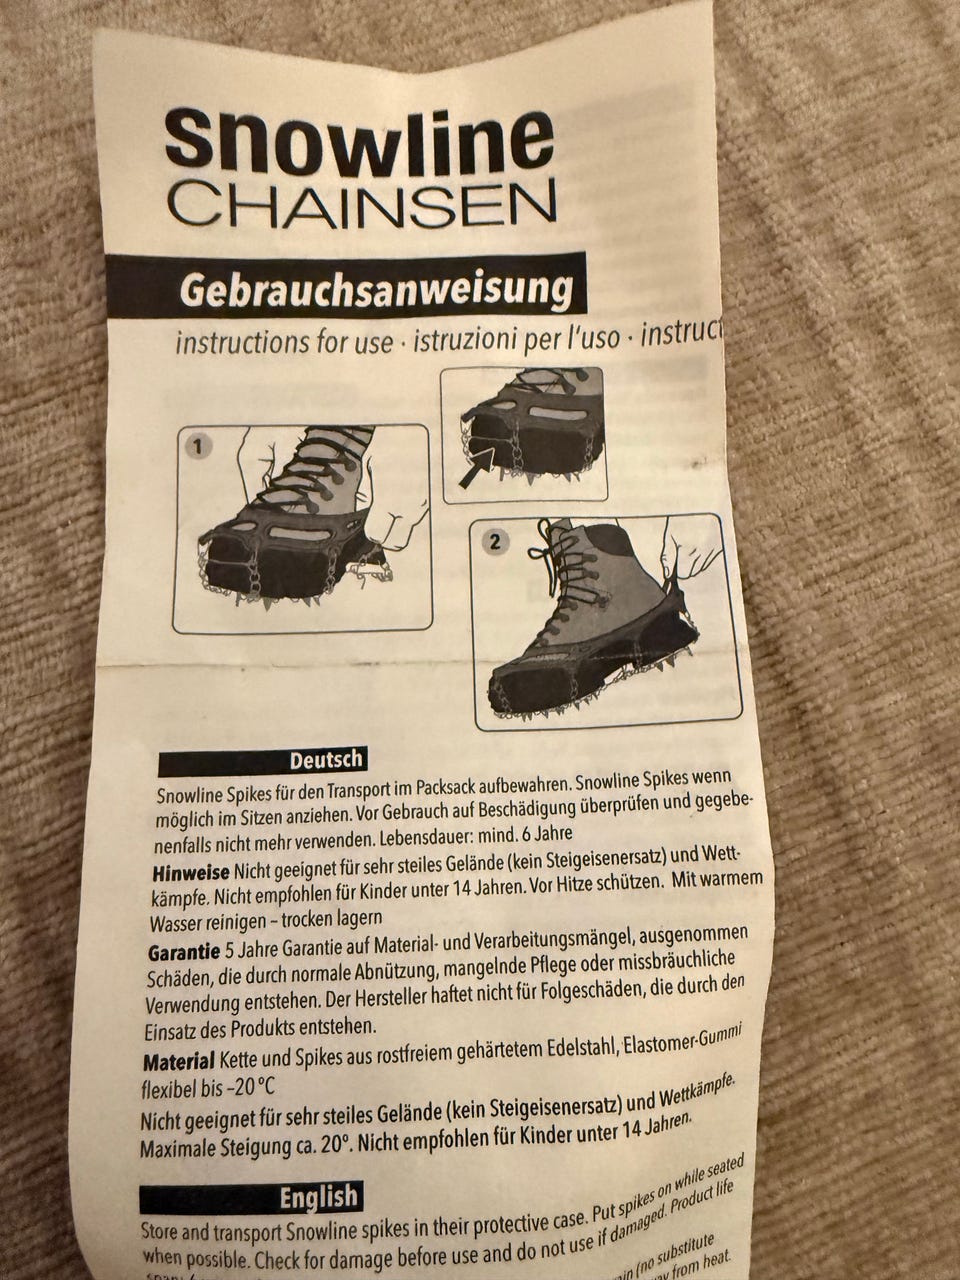 snowline
CHAINSEN
Gebrauchsanweisung
instructions for use · istruzioni per l'uso ·
1
2
Deutsch
Snowline Spikes für den Transport im Packsack aufbewahren. Snowline Spikes wenn
möglich im Sitzen anziehen. Vor Gebrauch auf Beschädigung überprüfen und gegebe-
nenfalls nicht mehr verwenden. Lebensdauer: mind. 6 Jahre
Hinweise Nicht geeignet für sehr steiles Gelände (kein Steigeisenersatz) und Wett-
kämpfe. Nicht empfohlen für Kinder unter 14 Jahren. Vor Hitze schützen. Mit warmem
Wasser reinigen – trocken lagern
Garantie 5 Jahre Garantie auf Material- und Verarbeitungsmängel, ausgenommen
Schäden, die durch normale Abnützung, mangelnde Pflege oder missbräuchliche
Verwendung entstehen. Der Hersteller haftet nicht für Folgeschäden, die durch den
Einsatz des Produkts entstehen.
Material Kette und Spikes aus rostfreiem gehärtetem Edelstahl, Elastomer-Gummi
flexibel bis –20 °C
Nicht geeignet für sehr steiles Gelände (kein Steigeisenersatz) und Wettkämpfe.
Maximale Steigung ca. 20°. Nicht empfohlen für Kinder unter 14 Jahren.
English
Store and transport Snowline spikes in their protective case. Put spikes on while seated
when possible. Check for damage before use and do not use if damaged. Product life
(no substitute
from heat.